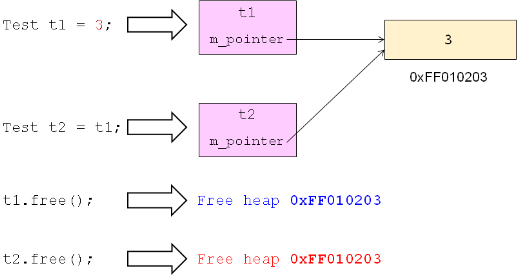 t1
Test t1 = 3;
m_pointer
3
0xFF010203
t2
Test t2 = t1;
m_pointer
t1.free();
Free heap 0xFF010203
t2.free();
Free heap 0xFF010203